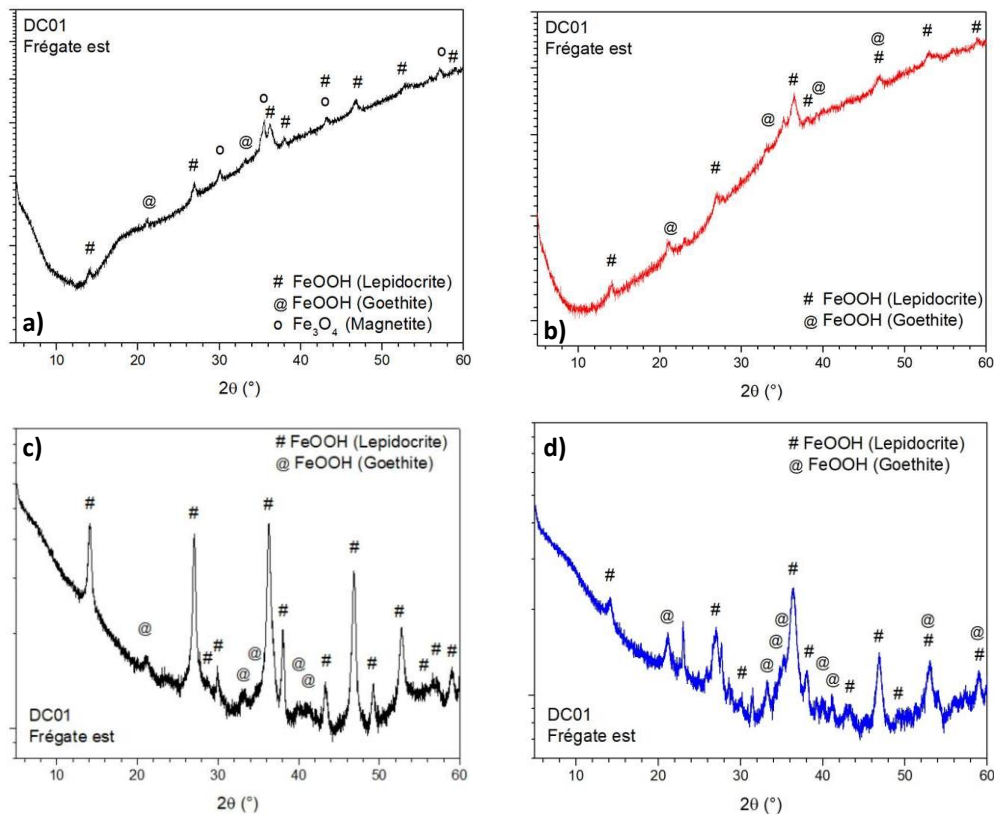 DC01
Frégate est
#
@
#
o
@
o
#
#
#
o
#
#
o
#
# FeOOH (Lepidocrite)
@ FeOOH (Goethite)
o Fe₃O₄ (Magnetite)
a)
10 20 30 40 50 60
2θ (°)
b)
DC01
Frégate est
#
@
#
@
#
#
@
@
#
#
#
# FeOOH (Lepidocrite)
@ FeOOH (Goethite)
10 20 30 40 50 60
2θ (°)
c)
# FeOOH (Lepidocrite)
@ FeOOH (Goethite)
#
@
#
#
#
@
@
#
#
@
@
#
#
#
#
#
#
#
DC01
Frégate est
10 20 30 40 50 60
2θ (°)
d)
# FeOOH (Lepidocrite)
@ FeOOH (Goethite)
#
@
#
#
@
@
@
#
#
@
@
#
#
#
@
#
@
#
DC01
Frégate est
10 20 30 40 50 60
2θ (°)